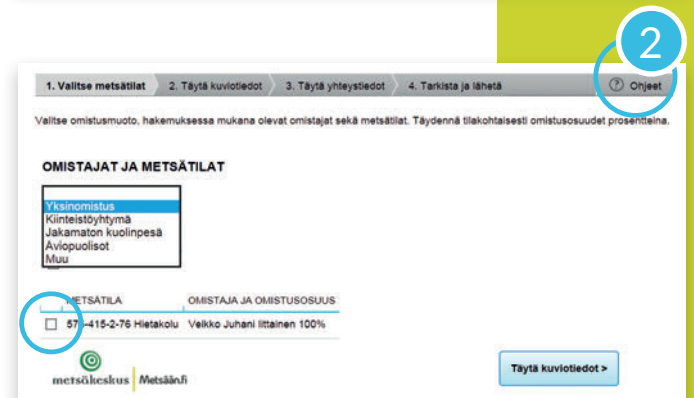 2
1. Valitse metsätilat 2. Täytä kuviotiedot 3. Täytä yhteystiedot 4. Tarkista ja lähetä ? Ohjeet
Valitse omistusmuoto, hakemuksessa mukana olevat omistajat sekä metsätilat. Täydennä tilakohtaisesti omistusosuudet prosentteina.
OMISTAJAT JA METSÄTILAT
Yksinomistus
Kiinteistöyhtymä
Jakamaton kuolinpesä
Aviopuolisot
Muu
METSÄTILA OMISTAJA JA OMISTUSOSUUS
-415-2-76 Hietakolu Veikko Juhani Iittainen 100%
metsäkeskus Metsään.fi
Täytä kuviotiedot >